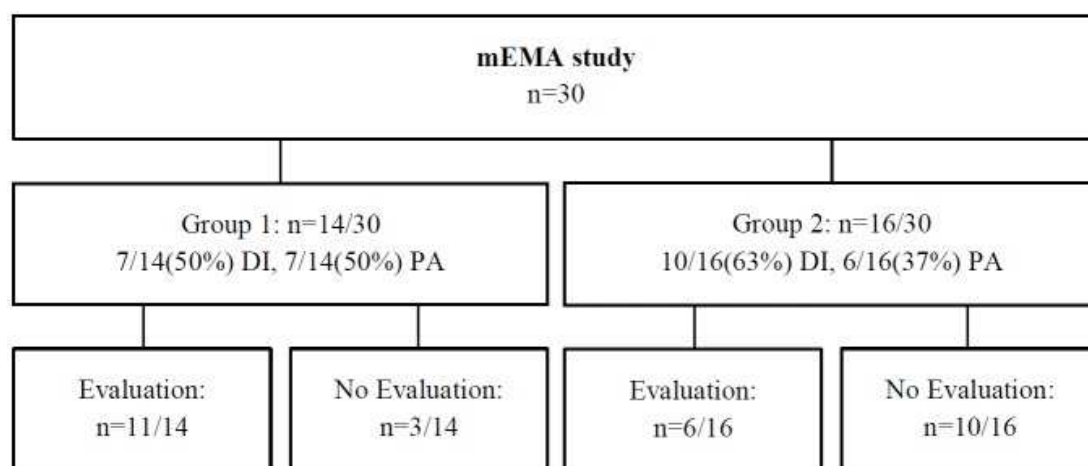 mEMA study
n=30
Group 1: n=14/30
7/14(50%) DI, 7/14(50%) PA
Group 2: n=16/30
10/16(63%) DI, 6/16(37%) PA
Evaluation:
n=11/14
No Evaluation:
n=3/14
Evaluation:
n=6/16
No Evaluation:
n=10/16